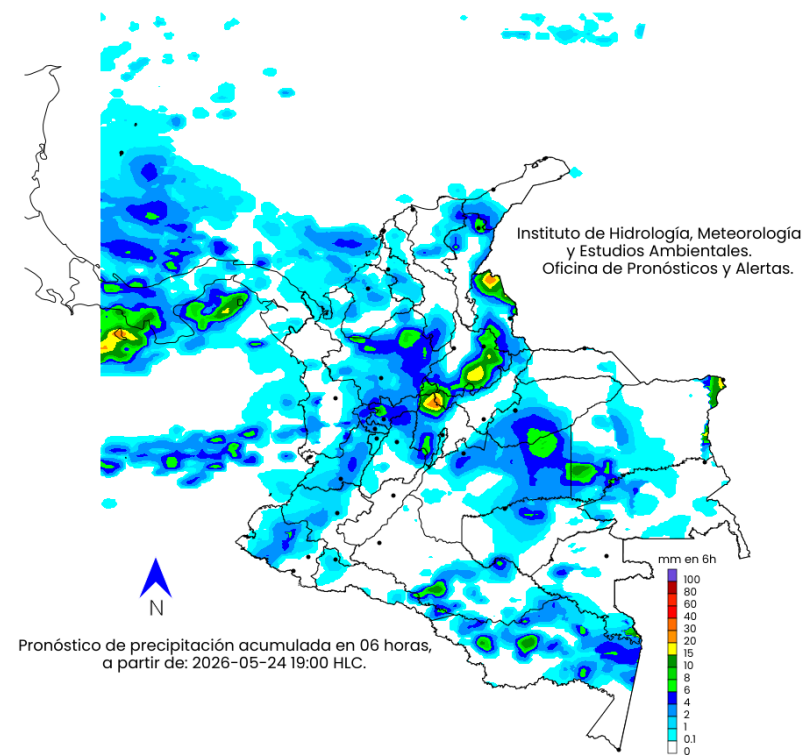 Instituto de Hidrología, Meteorología
y Estudios Ambientales.
Oficina de Pronósticos y Alertas.
mm en 6h
100
80
60
40
30
20
15
10
8
6
4
2
1
0.1
0
N
Pronóstico de precipitación acumulada en 06 horas,
a partir de: 2026-05-24 19:00 HLC.